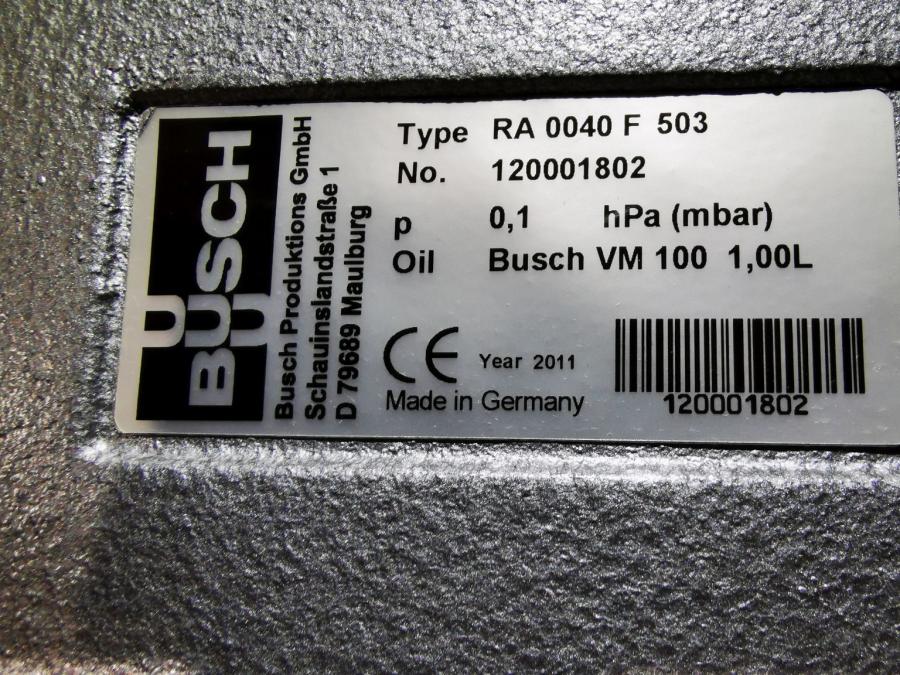 BUSCH
Busch Produktions GmbH
Schauinslandstraße 1
D 79689 Maulburg
Type RA 0040 F 503
No. 120001802
p 0,1 hPa (mbar)
Oil Busch VM 100 1,00L
CE Year 2011
Made in Germany
120001802